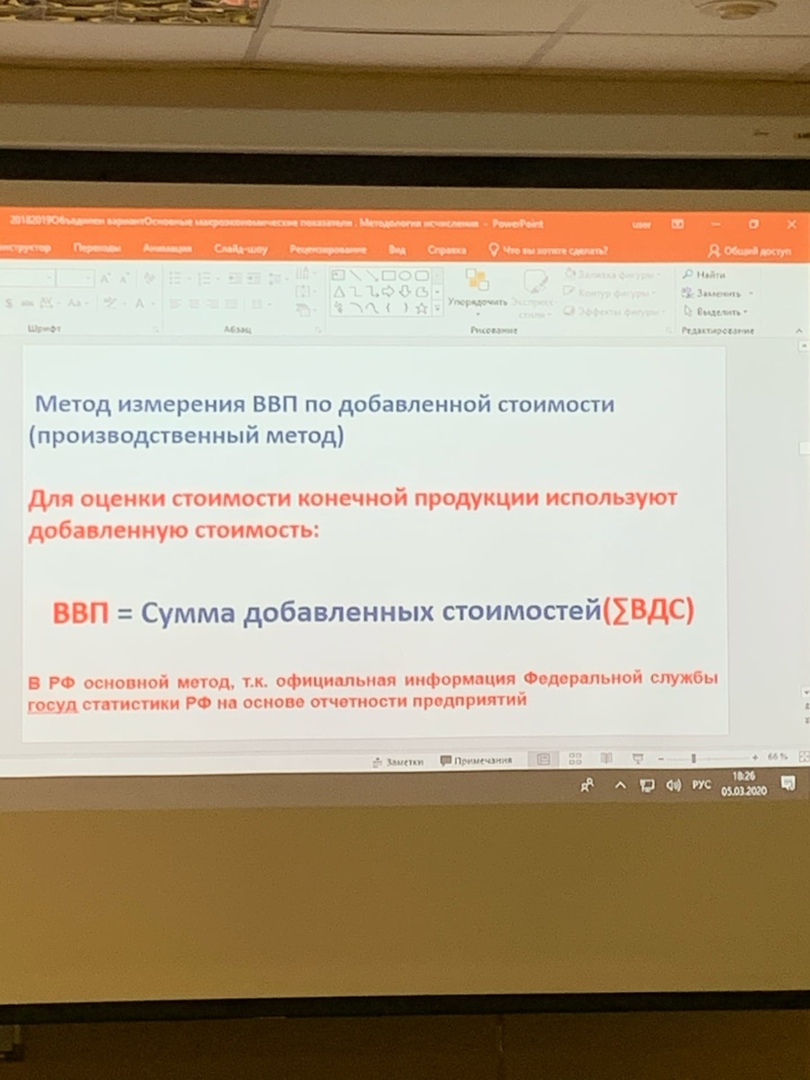 20182019Объединен вариантОсновные макроэкономические показатели . Методология исчисления - PowerPoint
user
Переходы Анимация Слайд-шоу Рецензирование Вид Справка Что вы хотите сделать? Общий доступ
Упорядочить Экспресс-
стили
Заливка фигуры
Контур фигуры
Эффекты фигуры
Найти
Заменить
Выделить
Шрифт Абзац Рисование Редактирование
Метод измерения ВВП по добавленной стоимости
(производственный метод)
Для оценки стоимости конечной продукции используют
добавленную стоимость:
ВВП = Сумма добавленных стоимостей(∑ВДС)
В РФ основной метод, т.к. официальная информация Федеральной службы
госуд статистики РФ на основе отчетности предприятий
Заметки Примечания 66 %
РУС 18:26
05.03.2020